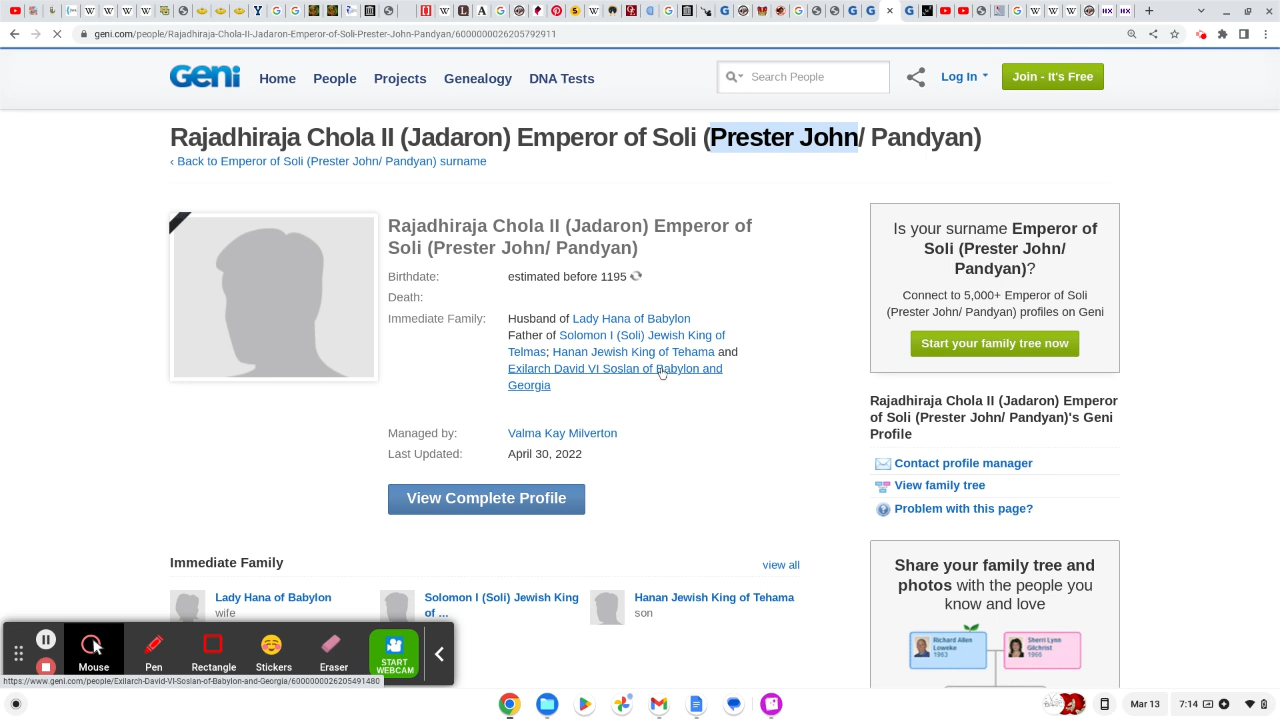 geni.com/people/Rajadhiraja-Chola-II-Jadaron-Emperor-of-Soli-Prester-John-Pandyan/6000000026205792911
Geni
Home People Projects Genealogy DNA Tests
Search People
Log In
Join - It's Free
Rajadhiraja Chola II (Jadaron) Emperor of Soli (Prester John/ Pandyan)
‹ Back to Emperor of Soli (Prester John/ Pandyan) surname
Rajadhiraja Chola II (Jadaron) Emperor of
Soli (Prester John/ Pandyan)
Birthdate: estimated before 1195
Death:
Immediate Family: Husband of Lady Hana of Babylon
Father of Solomon I (Soli) Jewish King of
Telmas; Hanan Jewish King of Tehama and
Exilarch David VI Soslan of Babylon and
Georgia
Managed by: Valma Kay Milverton
Last Updated: April 30, 2022
View Complete Profile
Immediate Family
view all
Lady Hana of Babylon
wife
Solomon I (Soli) Jewish King
of ...
Hanan Jewish King of Tehama
son
Is your surname Emperor of
Soli (Prester John/
Pandyan)?
Connect to 5,000+ Emperor of Soli
(Prester John/ Pandyan) profiles on Geni
Start your family tree now
Rajadhiraja Chola II (Jadaron) Emperor
of Soli (Prester John/ Pandyan)'s Geni
Profile
Contact profile manager
View family tree
Problem with this page?
Share your family tree and
photos with the people you
know and love
Richard Allen
Loweke
1963
Sherri Lynn
Gilchrist
1966
Mouse Pen Rectangle Stickers Eraser
START
WEBCAM
https://www.geni.com/people/Exilarch-David-VI-Soslan-of-Babylon-and-Georgia/6000000026205491480
Mar 13
7:14